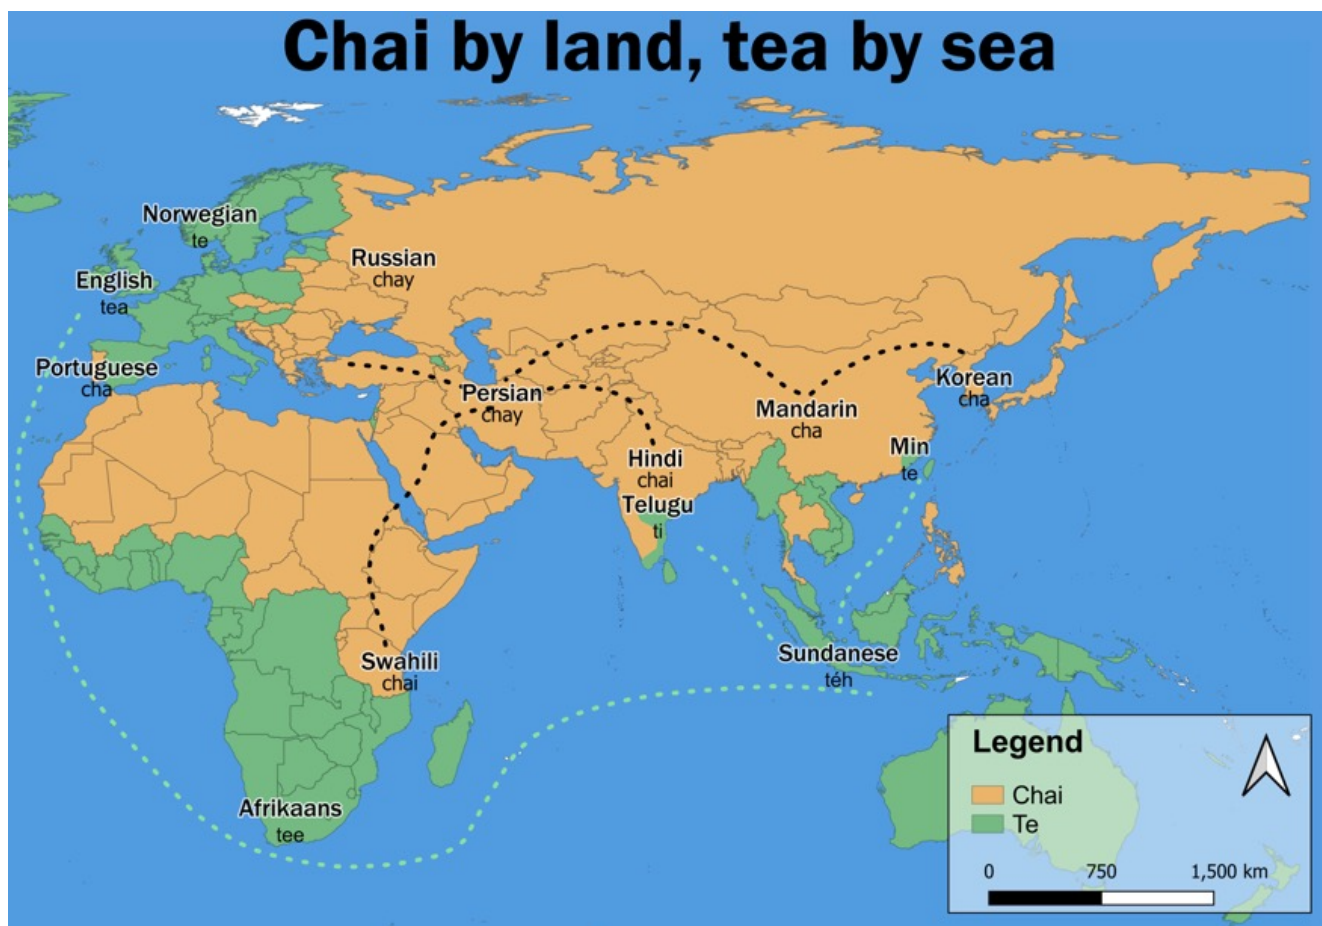 Chai by land, tea by sea
Norwegian
te
Russian
chay
English
tea
Portuguese
cha
Persian
chay
Korean
cha
Mandarin
cha
Min
te
Hindi
chai
Telugu
ti
Sundanese
téh
Swahili
chai
Afrikaans
tee
Legend
Chai
Te
0 750 1,500 km